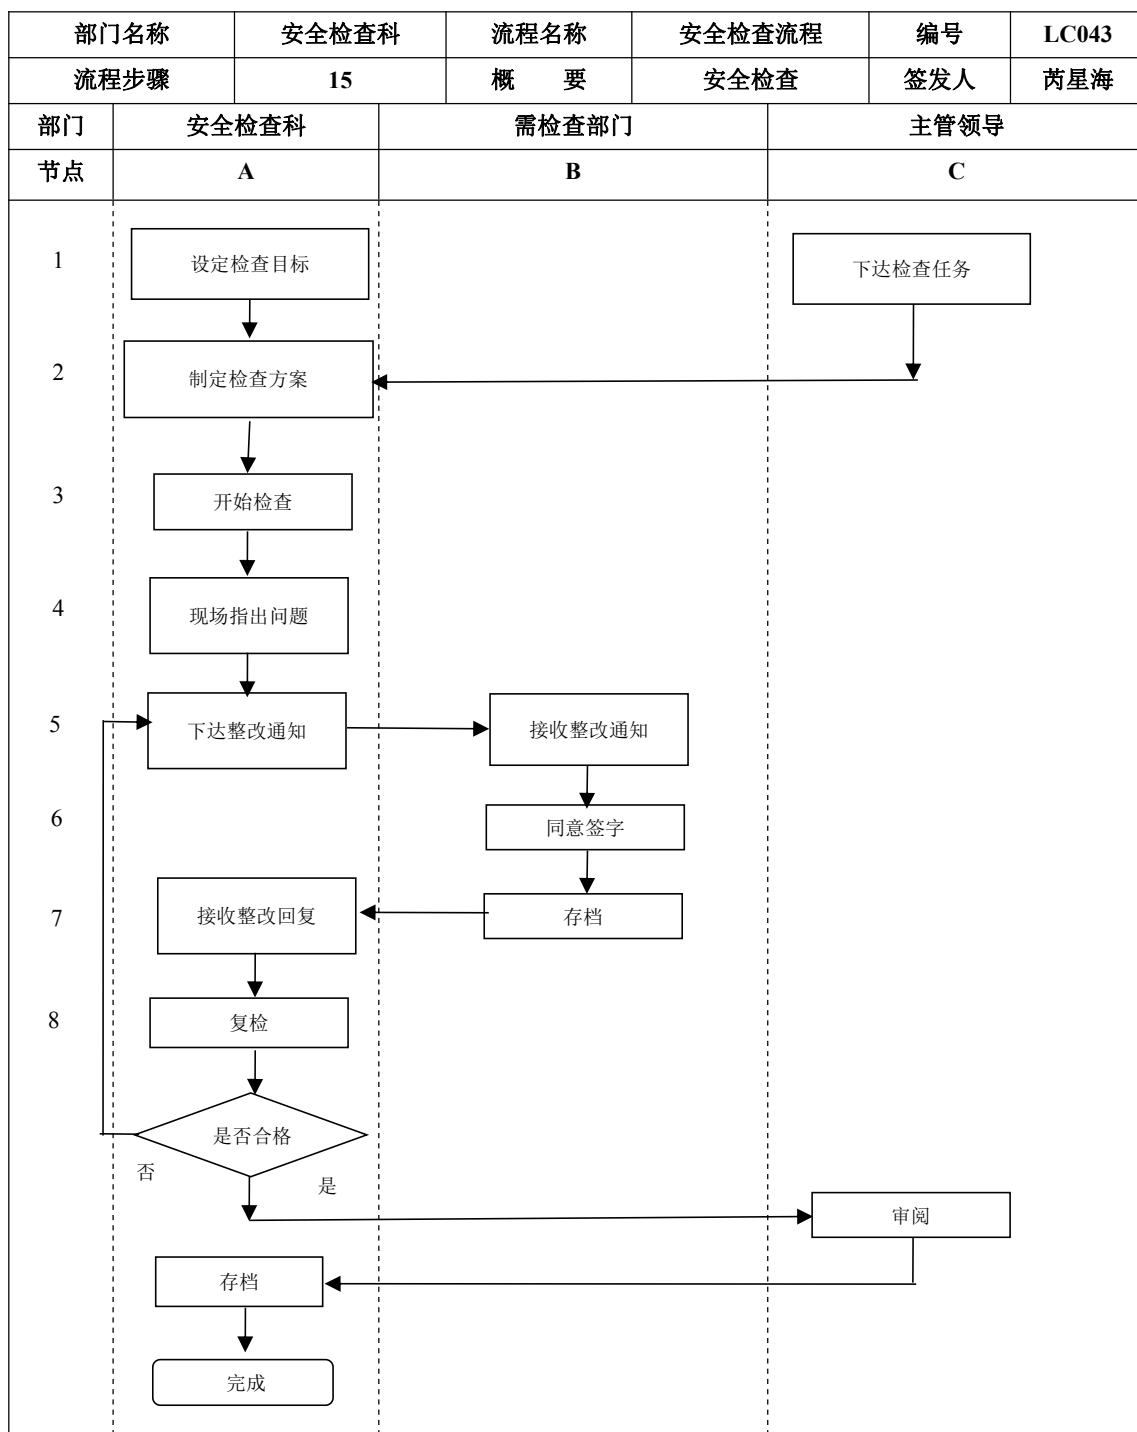 部门名称 安全检查科 流程名称 安全检查流程 编号 LC043
流程步骤 15 概 要 安全检查 签发人 芮星海
部门 安全检查科 需检查部门 主管领导
节点 A B C
1 设定检查目标 下达检查任务
2 制定检查方案
3 开始检查
4 现场指出问题
5 下达整改通知 接收整改通知
6 同意签字
7 接收整改回复 存档
8 复检
是否合格
否 是
审阅
存档
完成